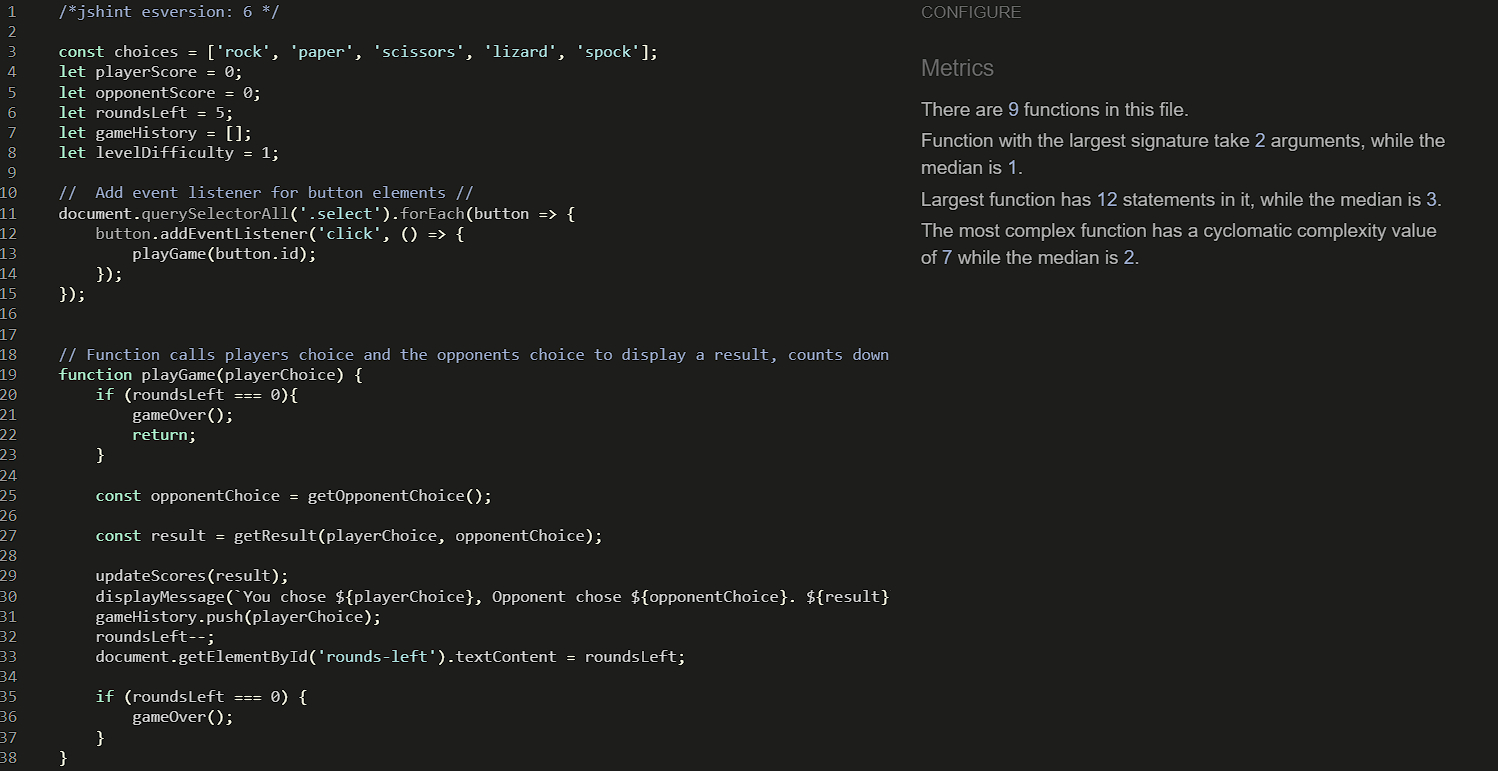 1 /*jshint esversion: 6 */
2
3 const choices = ['rock', 'paper', 'scissors', 'lizard', 'spock'];
4 let playerScore = 0;
5 let opponentScore = 0;
6 let roundsLeft = 5;
7 let gameHistory = [];
8 let levelDifficulty = 1;
9
10 //  Add event listener for button elements //
11 document.querySelectorAll('.select').forEach(button => {
12     button.addEventListener('click', () => {
13         playGame(button.id);
14     });
15 });
16
17
18 // Function calls players choice and the opponents choice to display a result, counts down
19 function playGame(playerChoice) {
20     if (roundsLeft === 0){
21         gameOver();
22         return;
23     }
24
25     const opponentChoice = getOpponentChoice();
26
27     const result = getResult(playerChoice, opponentChoice);
28
29     updateScores(result);
30     displayMessage(`You chose ${playerChoice}, Opponent chose ${opponentChoice}. ${result}
31     gameHistory.push(playerChoice);
32     roundsLeft--;
33     document.getElementById('rounds-left').textContent = roundsLeft;
34
35     if (roundsLeft === 0) {
36         gameOver();
37     }
38 }
CONFIGURE
Metrics
There are 9 functions in this file.
Function with the largest signature take 2 arguments, while the
median is 1.
Largest function has 12 statements in it, while the median is 3.
The most complex function has a cyclomatic complexity value
of 7 while the median is 2.